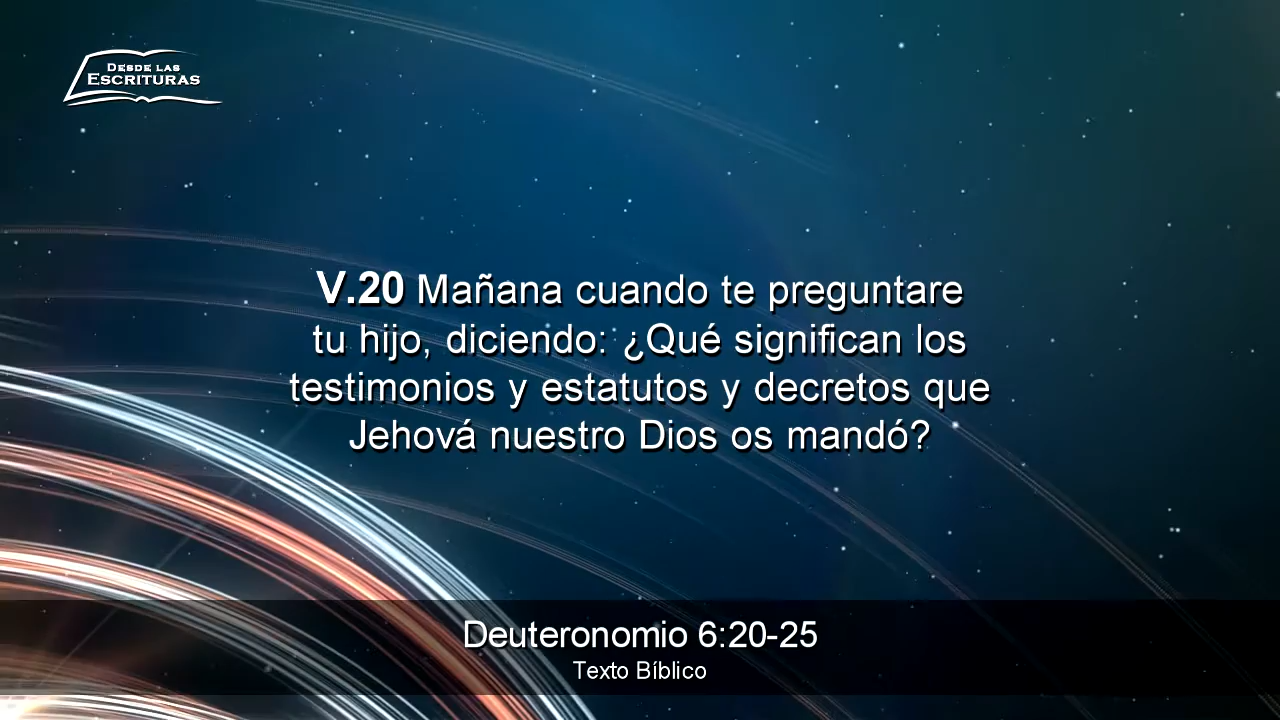 DESDE LAS
ESCRITURAS
V.20 Mañana cuando te preguntare
tu hijo, diciendo: ¿Qué significan los
testimonios y estatutos y decretos que
Jehová nuestro Dios os mandó?
Deuteronomio 6:20-25
Texto Bíblico